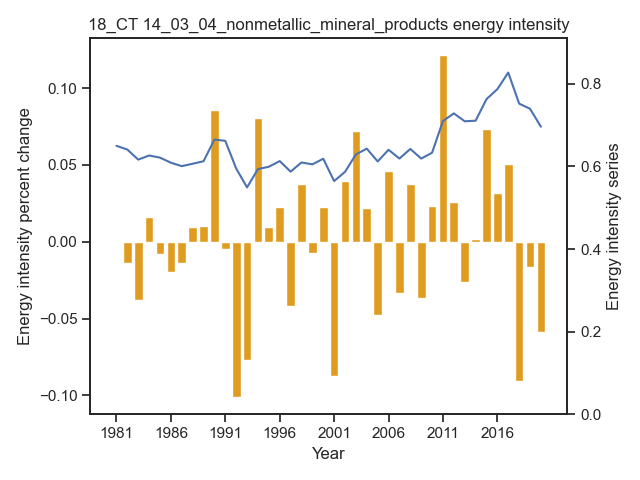 18_CT 14_03_04_nonmetallic_mineral_products energy intensity
Energy intensity percent change
0.10
0.05
0.00
−0.05
−0.10
0.8
0.6
0.4
0.2
0.0
Energy intensity series
1981 1986 1991 1996 2001 2006 2011 2016
Year